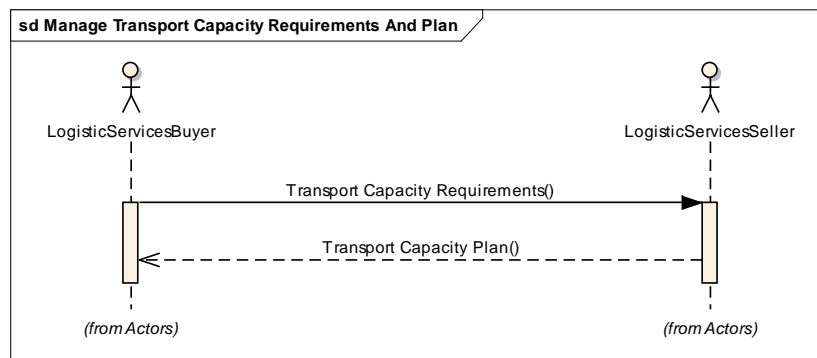 sd Manage Transport Capacity Requirements And Plan
LogisticServicesBuyer
LogisticServicesSeller
Transport Capacity Requirements()
Transport Capacity Plan()
(from Actors)
(from Actors)